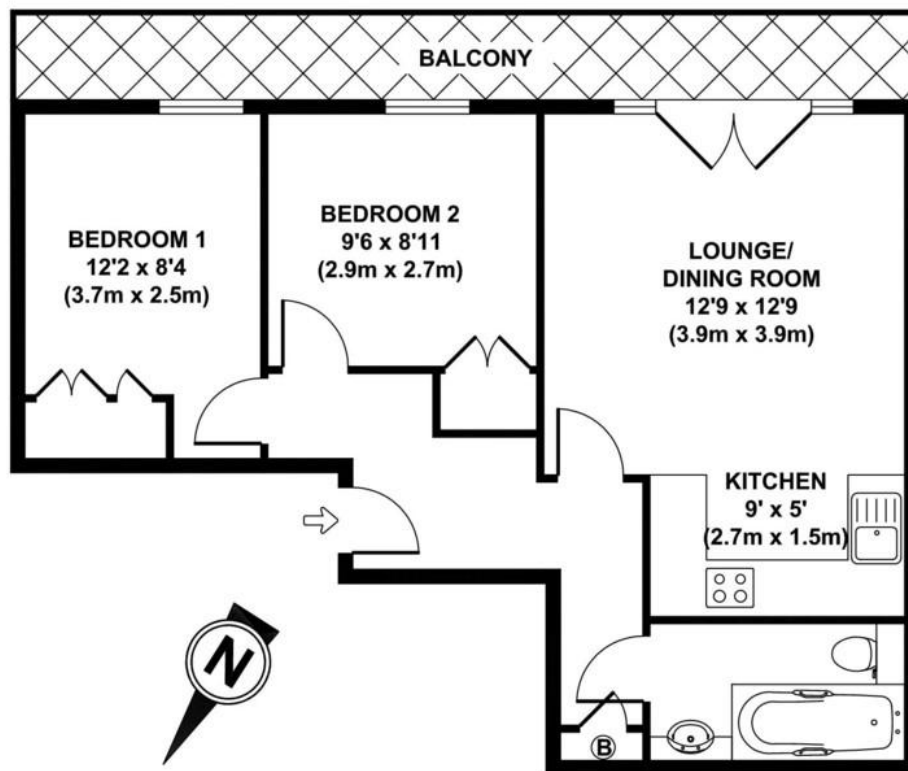 BALCONY
BEDROOM 1
12'2 x 8'4
(3.7m x 2.5m)
BEDROOM 2
9'6 x 8'11
(2.9m x 2.7m)
LOUNGE/
DINING ROOM
12'9 x 12'9
(3.9m x 3.9m)
KITCHEN
9' x 5'
(2.7m x 1.5m)
N
B